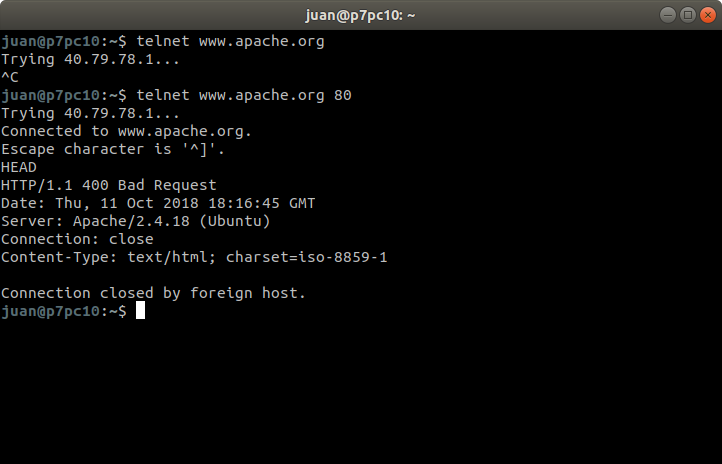 juan@p7pc10: ~
juan@p7pc10:~$ telnet www.apache.org
Trying 40.79.78.1...
^C
juan@p7pc10:~$ telnet www.apache.org 80
Trying 40.79.78.1...
Connected to www.apache.org.
Escape character is '^]'.
HEAD
HTTP/1.1 400 Bad Request
Date: Thu, 11 Oct 2018 18:16:45 GMT
Server: Apache/2.4.18 (Ubuntu)
Connection: close
Content-Type: text/html; charset=iso-8859-1

Connection closed by foreign host.
juan@p7pc10:~$